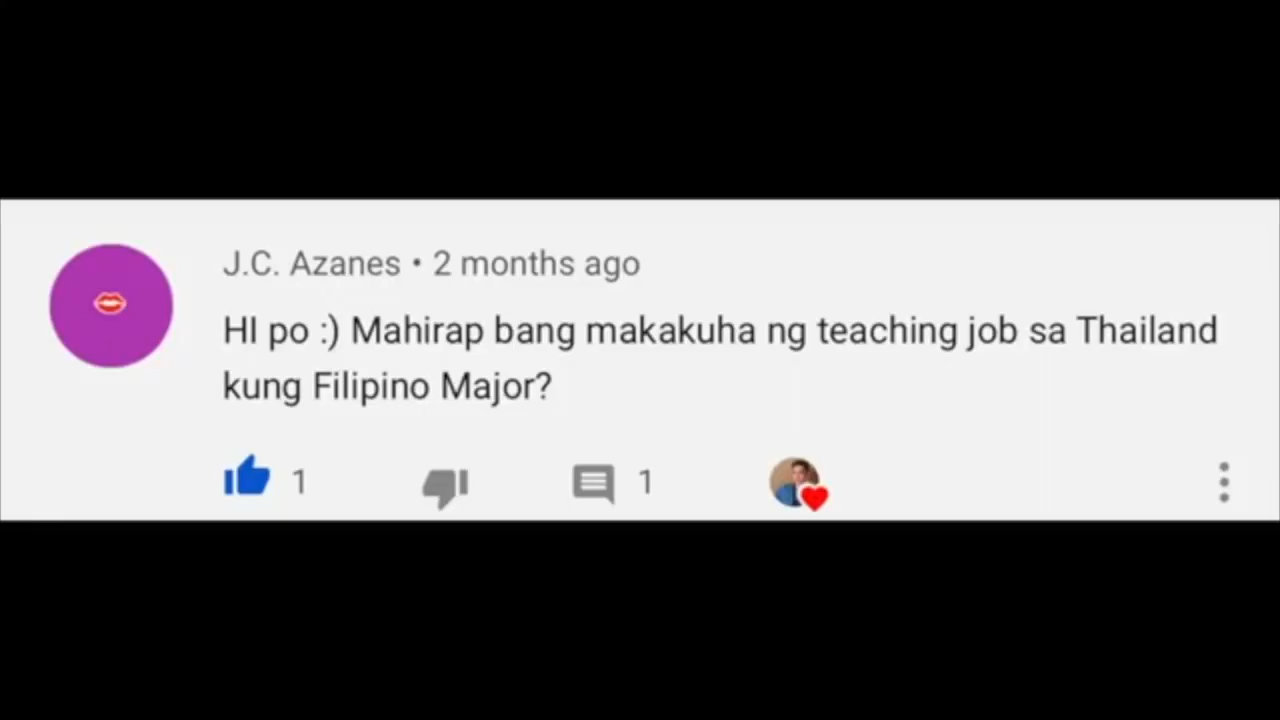 J.C. Azanes • 2 months ago
HI po :) Mahirap bang makakuha ng teaching job sa Thailand
kung Filipino Major?
1
1